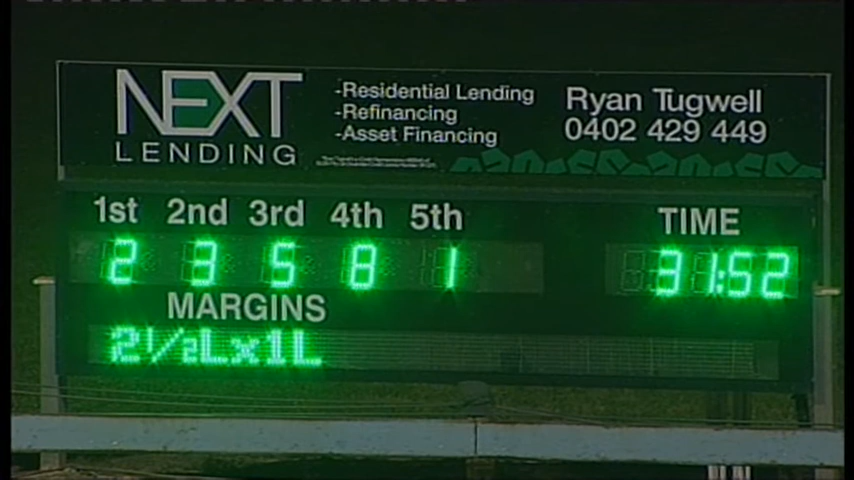 NEXT
LENDING
-Residential Lending
-Refinancing
-Asset Financing
Ryan Tugwell
0402 429 449
1st 2nd 3rd 4th 5th TIME
2 3 5 8 1 31:52
MARGINS
2½Lx1L